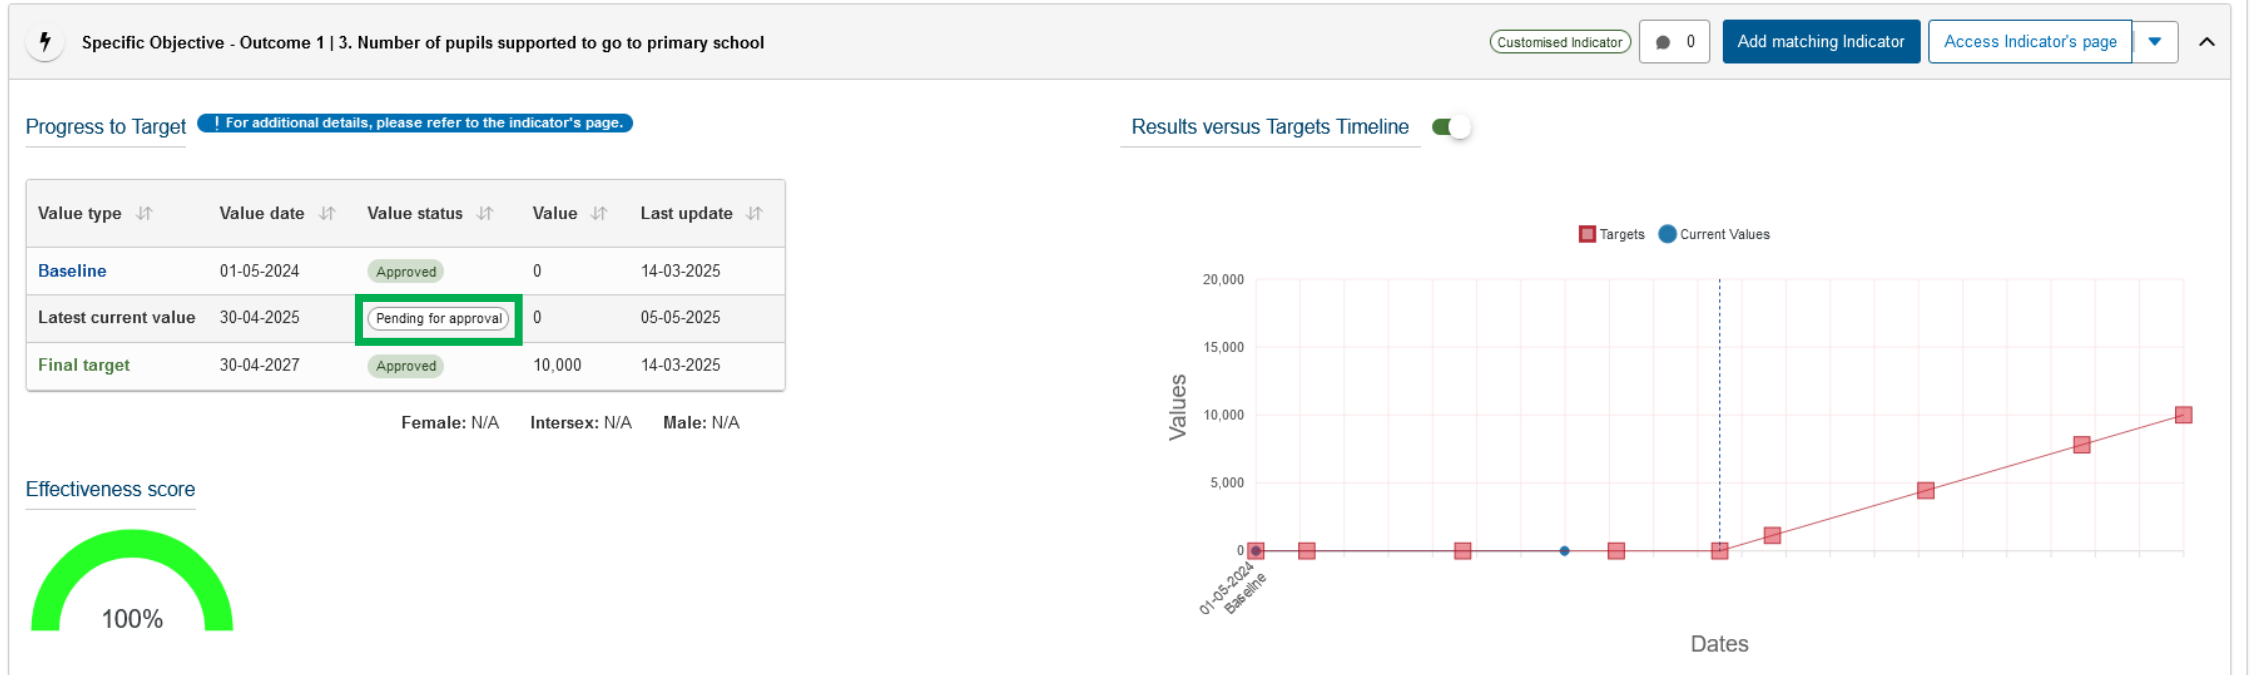 Specific Objective - Outcome 1 | 3. Number of pupils supported to go to primary school
Customised Indicator
0
Add matching Indicator
Access Indicator's page
Progress to Target
! For additional details, please refer to the indicator's page.
Value type Value date Value status Value Last update
Baseline 01-05-2024 Approved 0 14-03-2025
Latest current value 30-04-2025 Pending for approval 0 05-05-2025
Final target 30-04-2027 Approved 10,000 14-03-2025
Female: N/A Intersex: N/A Male: N/A
Effectiveness score
100%
Results versus Targets Timeline
Targets Current Values
20,000
15,000
10,000
5,000
0
Values
01-05-2024
Baseline
Dates